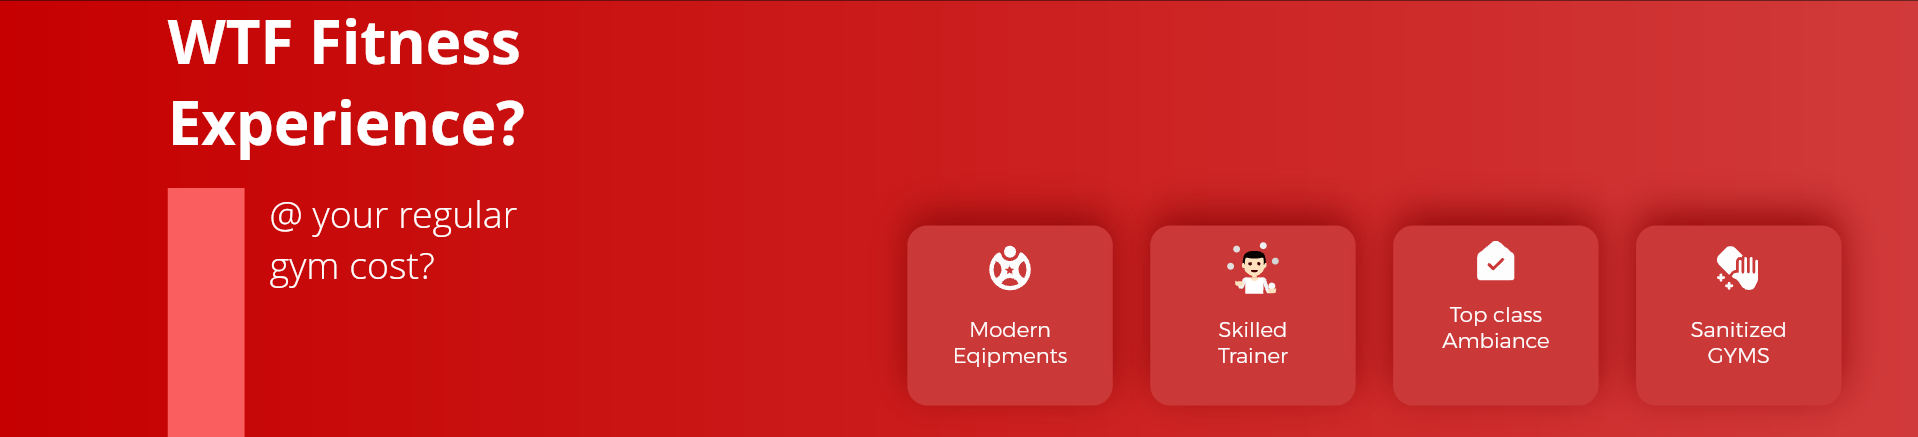 WTF Fitness
Experience?
@ your regular
gym cost?
Modern
Eqipments
Skilled
Trainer
Top class
Ambiance
Sanitized
GYMS